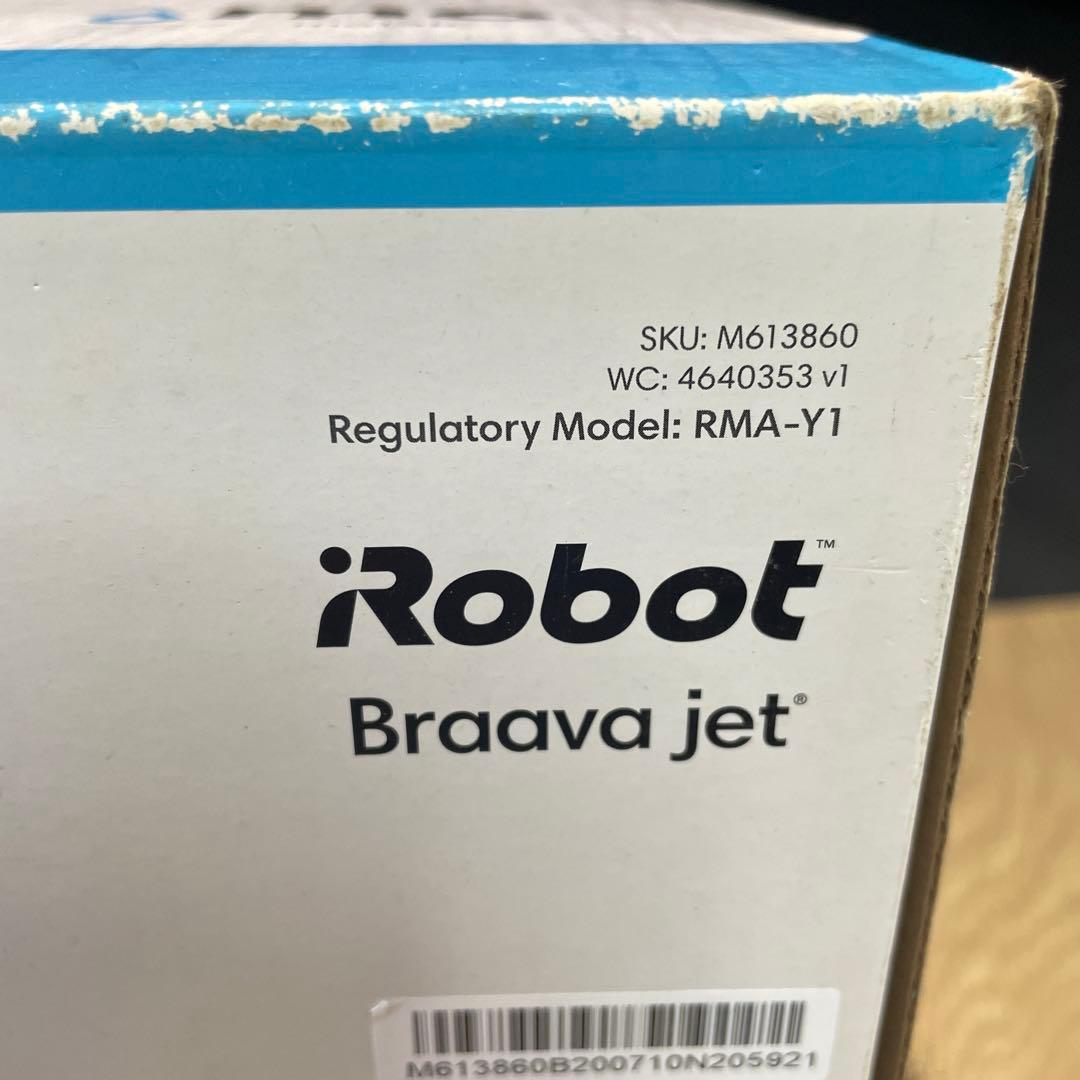 SKU: M613860
WC: 4640353 v1
Regulatory Model: RMA-Y1
iRobot™
Braava jet®
M613860B200710N205921